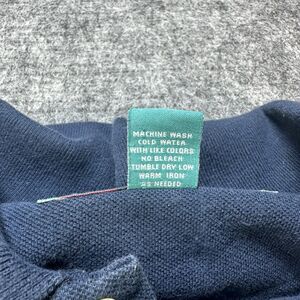 MACHINE WASH
COLD WATER
WITH LIKE COLORS
NO BLEACH
TUMBLE DRY LOW
WARM IRON
AS NEEDED